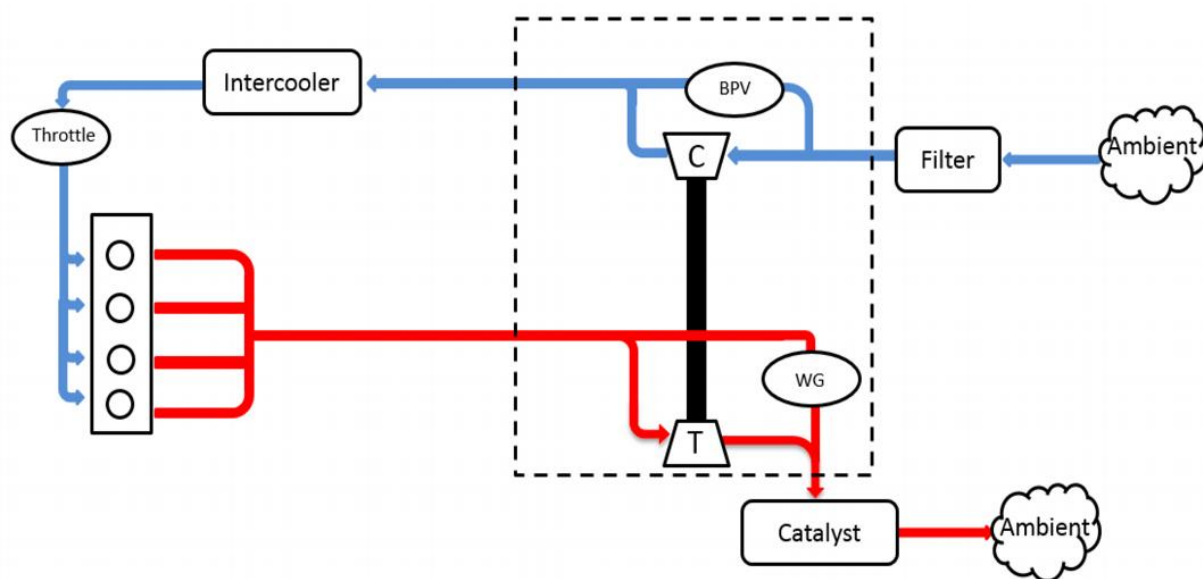 Intercooler
BPV
Throttle
C
Filter
Ambient
WG
T
Catalyst
Ambient